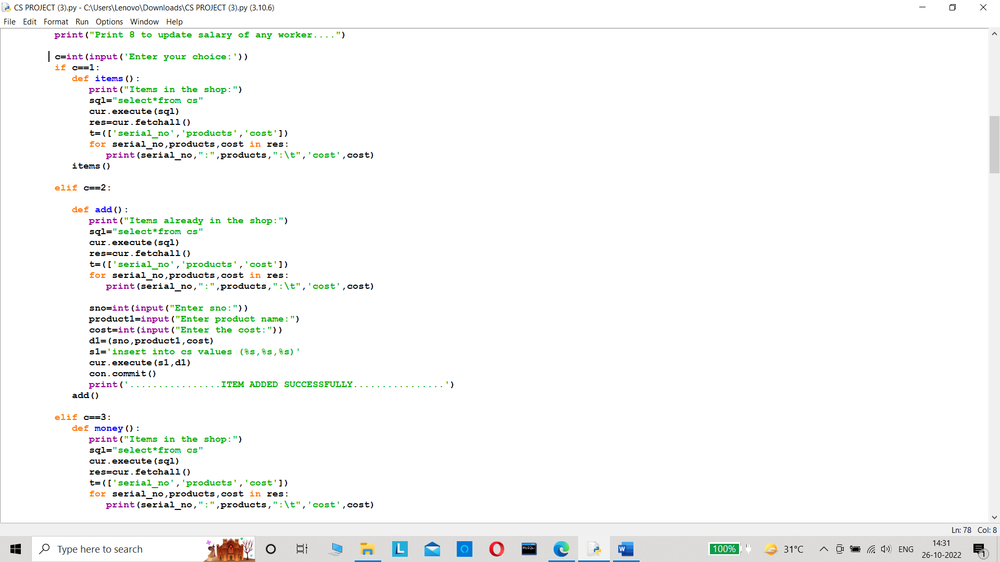 CS PROJECT (3).py - C:\Users\Lenovo\Downloads\CS PROJECT (3).py (3.10.6)
File Edit Format Run Options Window Help
print("Print 8 to update salary of any worker....")
c=int(input('Enter your choice:'))
if c==1:
def items():
print("Items in the shop:")
sql="select*from cs"
cur.execute(sql)
res=cur.fetchall()
t=(['serial_no','products','cost'])
for serial_no,products,cost in res:
print(serial_no,":",products,":\t",'cost',cost)
items()
elif c==2:
def add():
print("Items already in the shop:")
sql="select*from cs"
cur.execute(sql)
res=cur.fetchall()
t=(['serial_no','products','cost'])
for serial_no,products,cost in res:
print(serial_no,":",products,":\t",'cost',cost)
sno=int(input("Enter sno:"))
product1=input("Enter product name:")
cost=int(input("Enter the cost:"))
d1=(sno,product1,cost)
s1='insert into cs values (%s,%s,%s)'
cur.execute(s1,d1)
con.commit()
print('................ITEM ADDED SUCCESSFULLY................')
add()
elif c==3:
def money():
print("Items in the shop:")
sql="select*from cs"
cur.execute(sql)
res=cur.fetchall()
t=(['serial_no','products','cost'])
for serial_no,products,cost in res:
print(serial_no,":",products,":\t",'cost',cost)
Ln: 78 Col: 8
Type here to search
L
MySQL
W
100%
31°C
ENG
14:31
26-10-2022
1